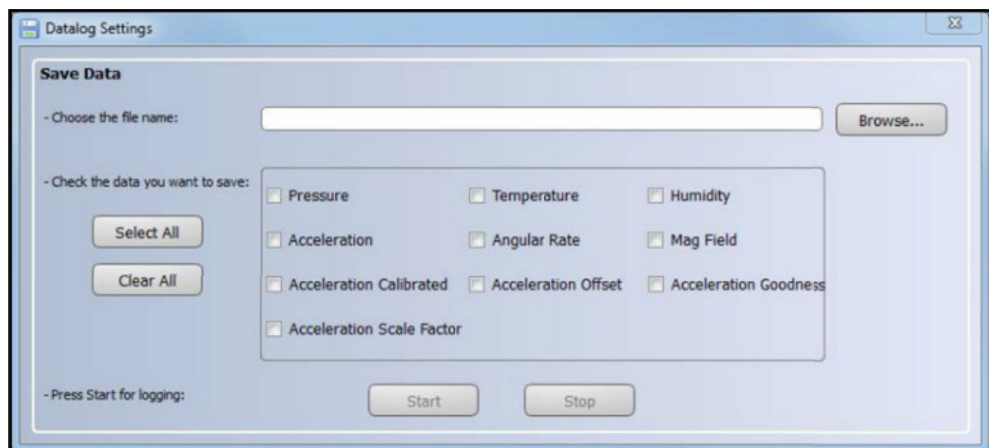 Datalog Settings
Save Data
- Choose the file name:
Browse...
- Check the data you want to save:
Pressure Temperature Humidity
Select All
Acceleration Angular Rate Mag Field
Clear All
Acceleration Calibrated Acceleration Offset Acceleration Goodness
Acceleration Scale Factor
- Press Start for logging:
Start Stop